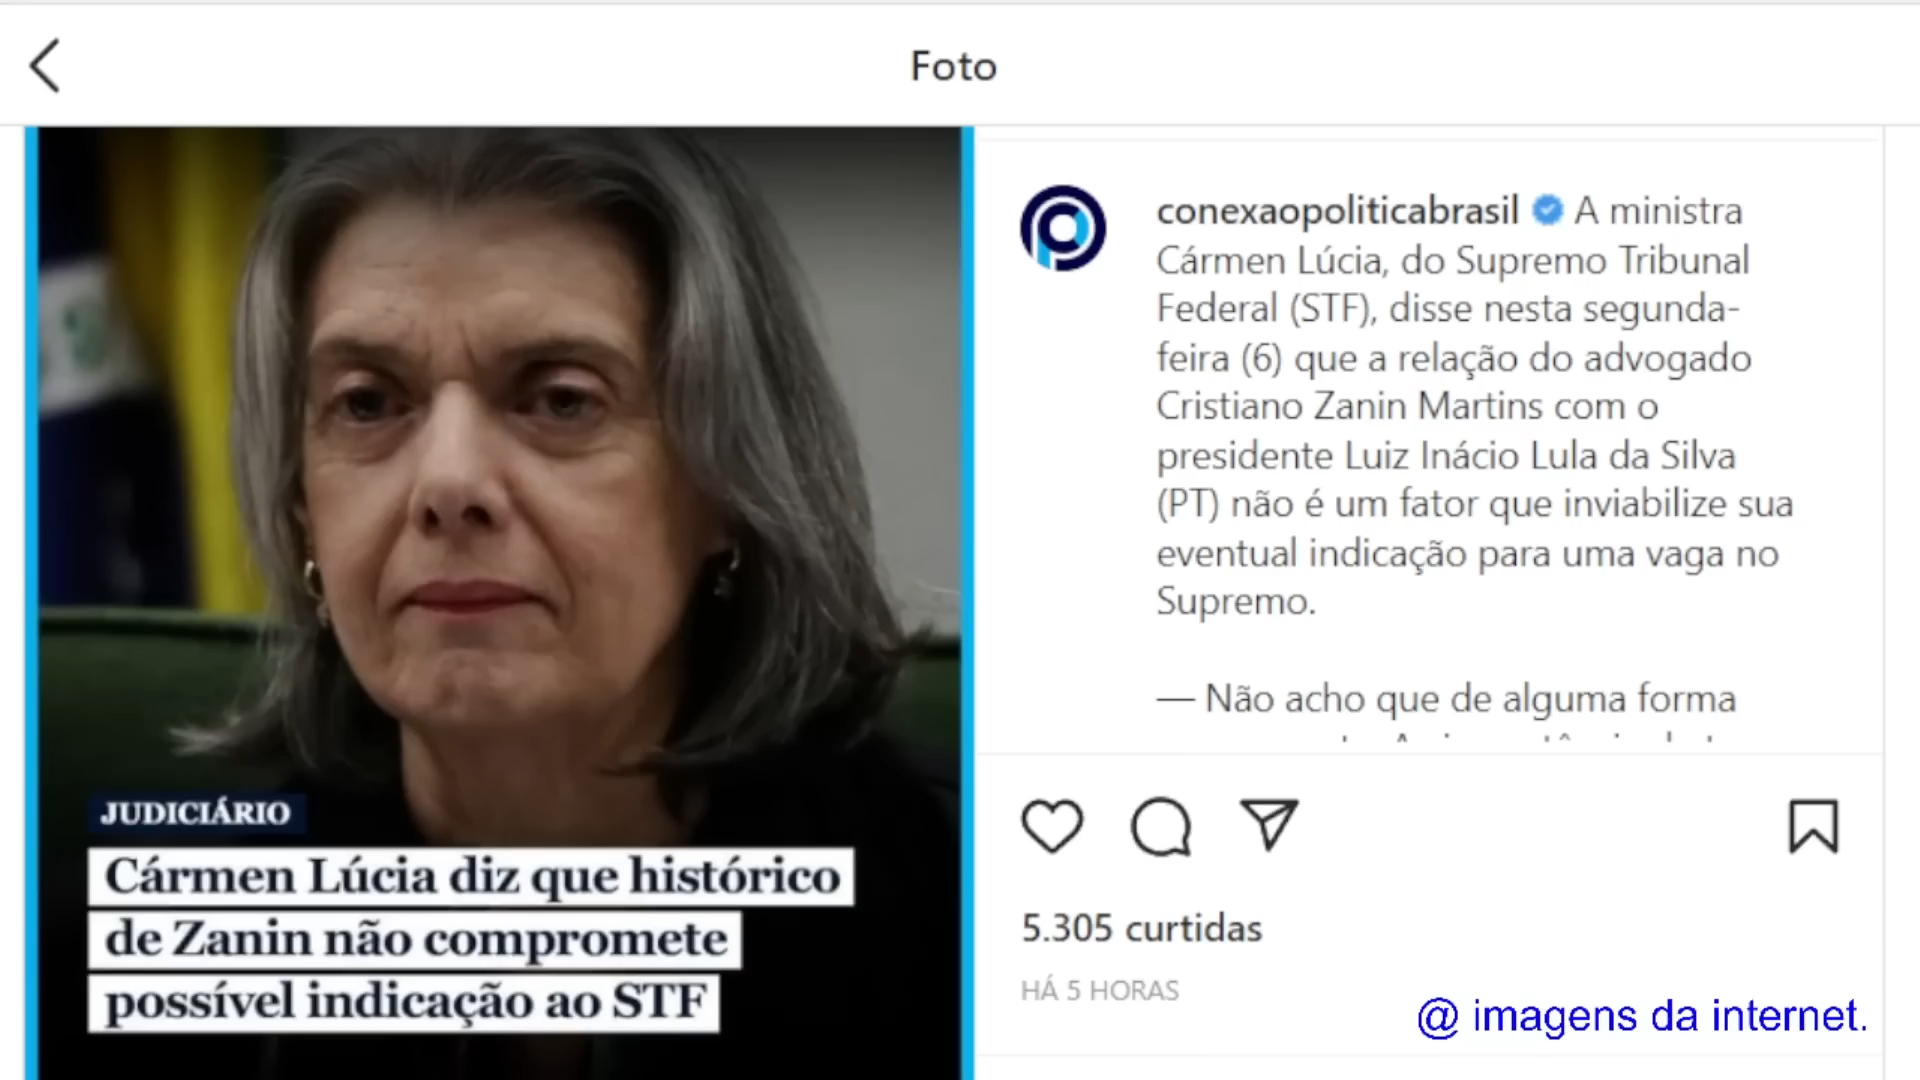 Foto
JUDICIÁRIO
Cármen Lúcia diz que histórico
de Zanin não compromete
possível indicação ao STF
conexaopoliticabrasil A ministra
Cármen Lúcia, do Supremo Tribunal
Federal (STF), disse nesta segunda-
feira (6) que a relação do advogado
Cristiano Zanin Martins com o
presidente Luiz Inácio Lula da Silva
(PT) não é um fator que inviabilize sua
eventual indicação para uma vaga no
Supremo.
— Não acho que de alguma forma
5.305 curtidas
HÁ 5 HORAS
@ imagens da internet.